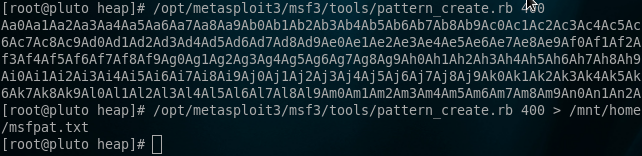 [root@pluto heap]# /opt/metasploit3/msf3/tools/pattern_create.rb 400
Aa0Aa1Aa2Aa3Aa4Aa5Aa6Aa7Aa8Aa9Ab0Ab1Ab2Ab3Ab4Ab5Ab6Ab7Ab8Ab9Ac0Ac1Ac2Ac3Ac4Ac5Ac
6Ac7Ac8Ac9Ad0Ad1Ad2Ad3Ad4Ad5Ad6Ad7Ad8Ad9Ae0Ae1Ae2Ae3Ae4Ae5Ae6Ae7Ae8Ae9Af0Af1Af2A
f3Af4Af5Af6Af7Af8Af9Ag0Ag1Ag2Ag3Ag4Ag5Ag6Ag7Ag8Ag9Ah0Ah1Ah2Ah3Ah4Ah5Ah6Ah7Ah8Ah9
Ai0Ai1Ai2Ai3Ai4Ai5Ai6Ai7Ai8Ai9Aj0Aj1Aj2Aj3Aj4Aj5Aj6Aj7Aj8Aj9Ak0Ak1Ak2Ak3Ak4Ak5Ak
6Ak7Ak8Ak9Al0Al1Al2Al3Al4Al5Al6Al7Al8Al9Am0Am1Am2Am3Am4Am5Am6Am7Am8Am9An0An1An2A
[root@pluto heap]# /opt/metasploit3/msf3/tools/pattern_create.rb 400 > /mnt/home
/msfpat.txt
[root@pluto heap]#